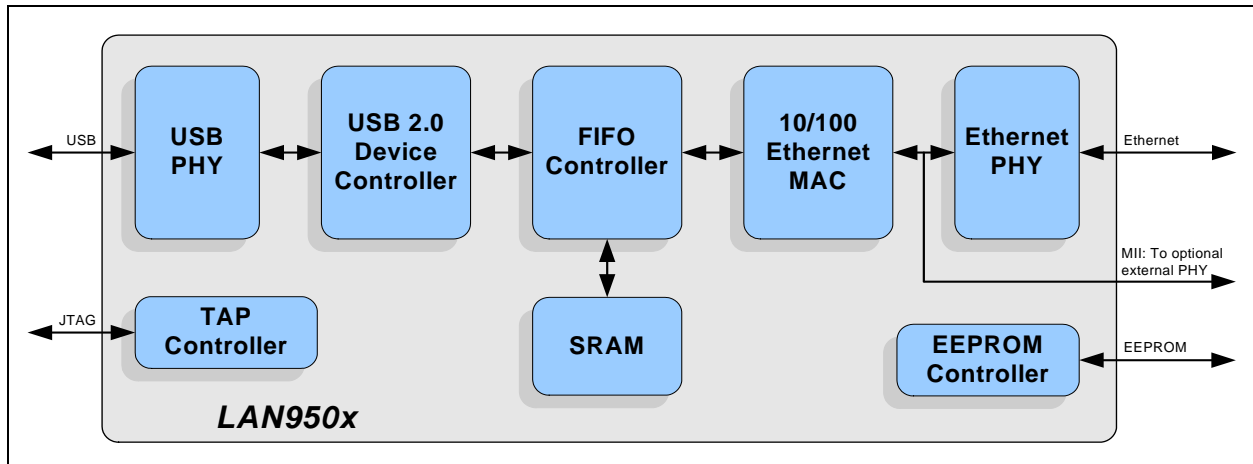 USB
USB
PHY
USB 2.0
Device
Controller
FIFO
Controller
10/100
Ethernet
MAC
Ethernet
PHY
Ethernet
MII: To optional
external PHY
JTAG
TAP
Controller
SRAM
EEPROM
Controller
EEPROM
LAN950x